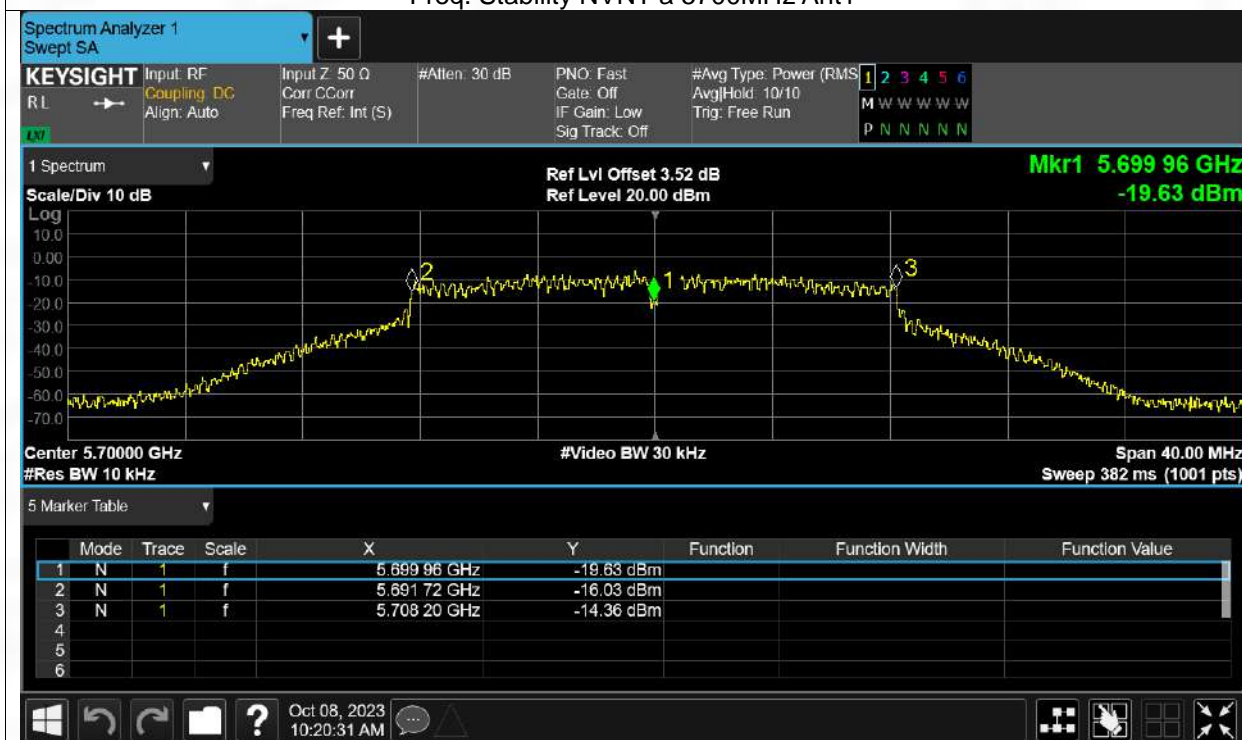 Freq. Stability NVNT a 5700MHz Ant1
Spectrum Analyzer 1
Swept SA
+
KEYSIGHT Input: RF Input Z: 50 Ω #Atten: 30 dB PNO: Fast #Avg Type: Power (RMS 1 2 3 4 5 6
RL Coupling: DC Corr CCorr Gate: Off Avg|Hold: 10/10 M W W W W W
Align: Auto Freq Ref: Int (S) IF Gain: Low Trig: Free Run
LXI Sig Track: Off P N N N N N
1 Spectrum Ref Lvl Offset 3.52 dB Mkr1 5.699 96 GHz
Scale/Div 10 dB Ref Level 20.00 dBm -19.63 dBm
Log
10.0
0.00
-10.0
-20.0
-30.0
-40.0
-50.0
-60.0
-70.0
2 1 3
Center 5.70000 GHz #Video BW 30 kHz Span 40.00 MHz
#Res BW 10 kHz Sweep 382 ms (1001 pts)
5 Marker Table
Mode Trace Scale X Y Function Function Width Function Value
1 N 1 f 5.699 96 GHz -19.63 dBm
2 N 1 f 5.691 72 GHz -16.03 dBm
3 N 1 f 5.708 20 GHz -14.36 dBm
4
5
6
? Oct 08, 2023
10:20:31 AM